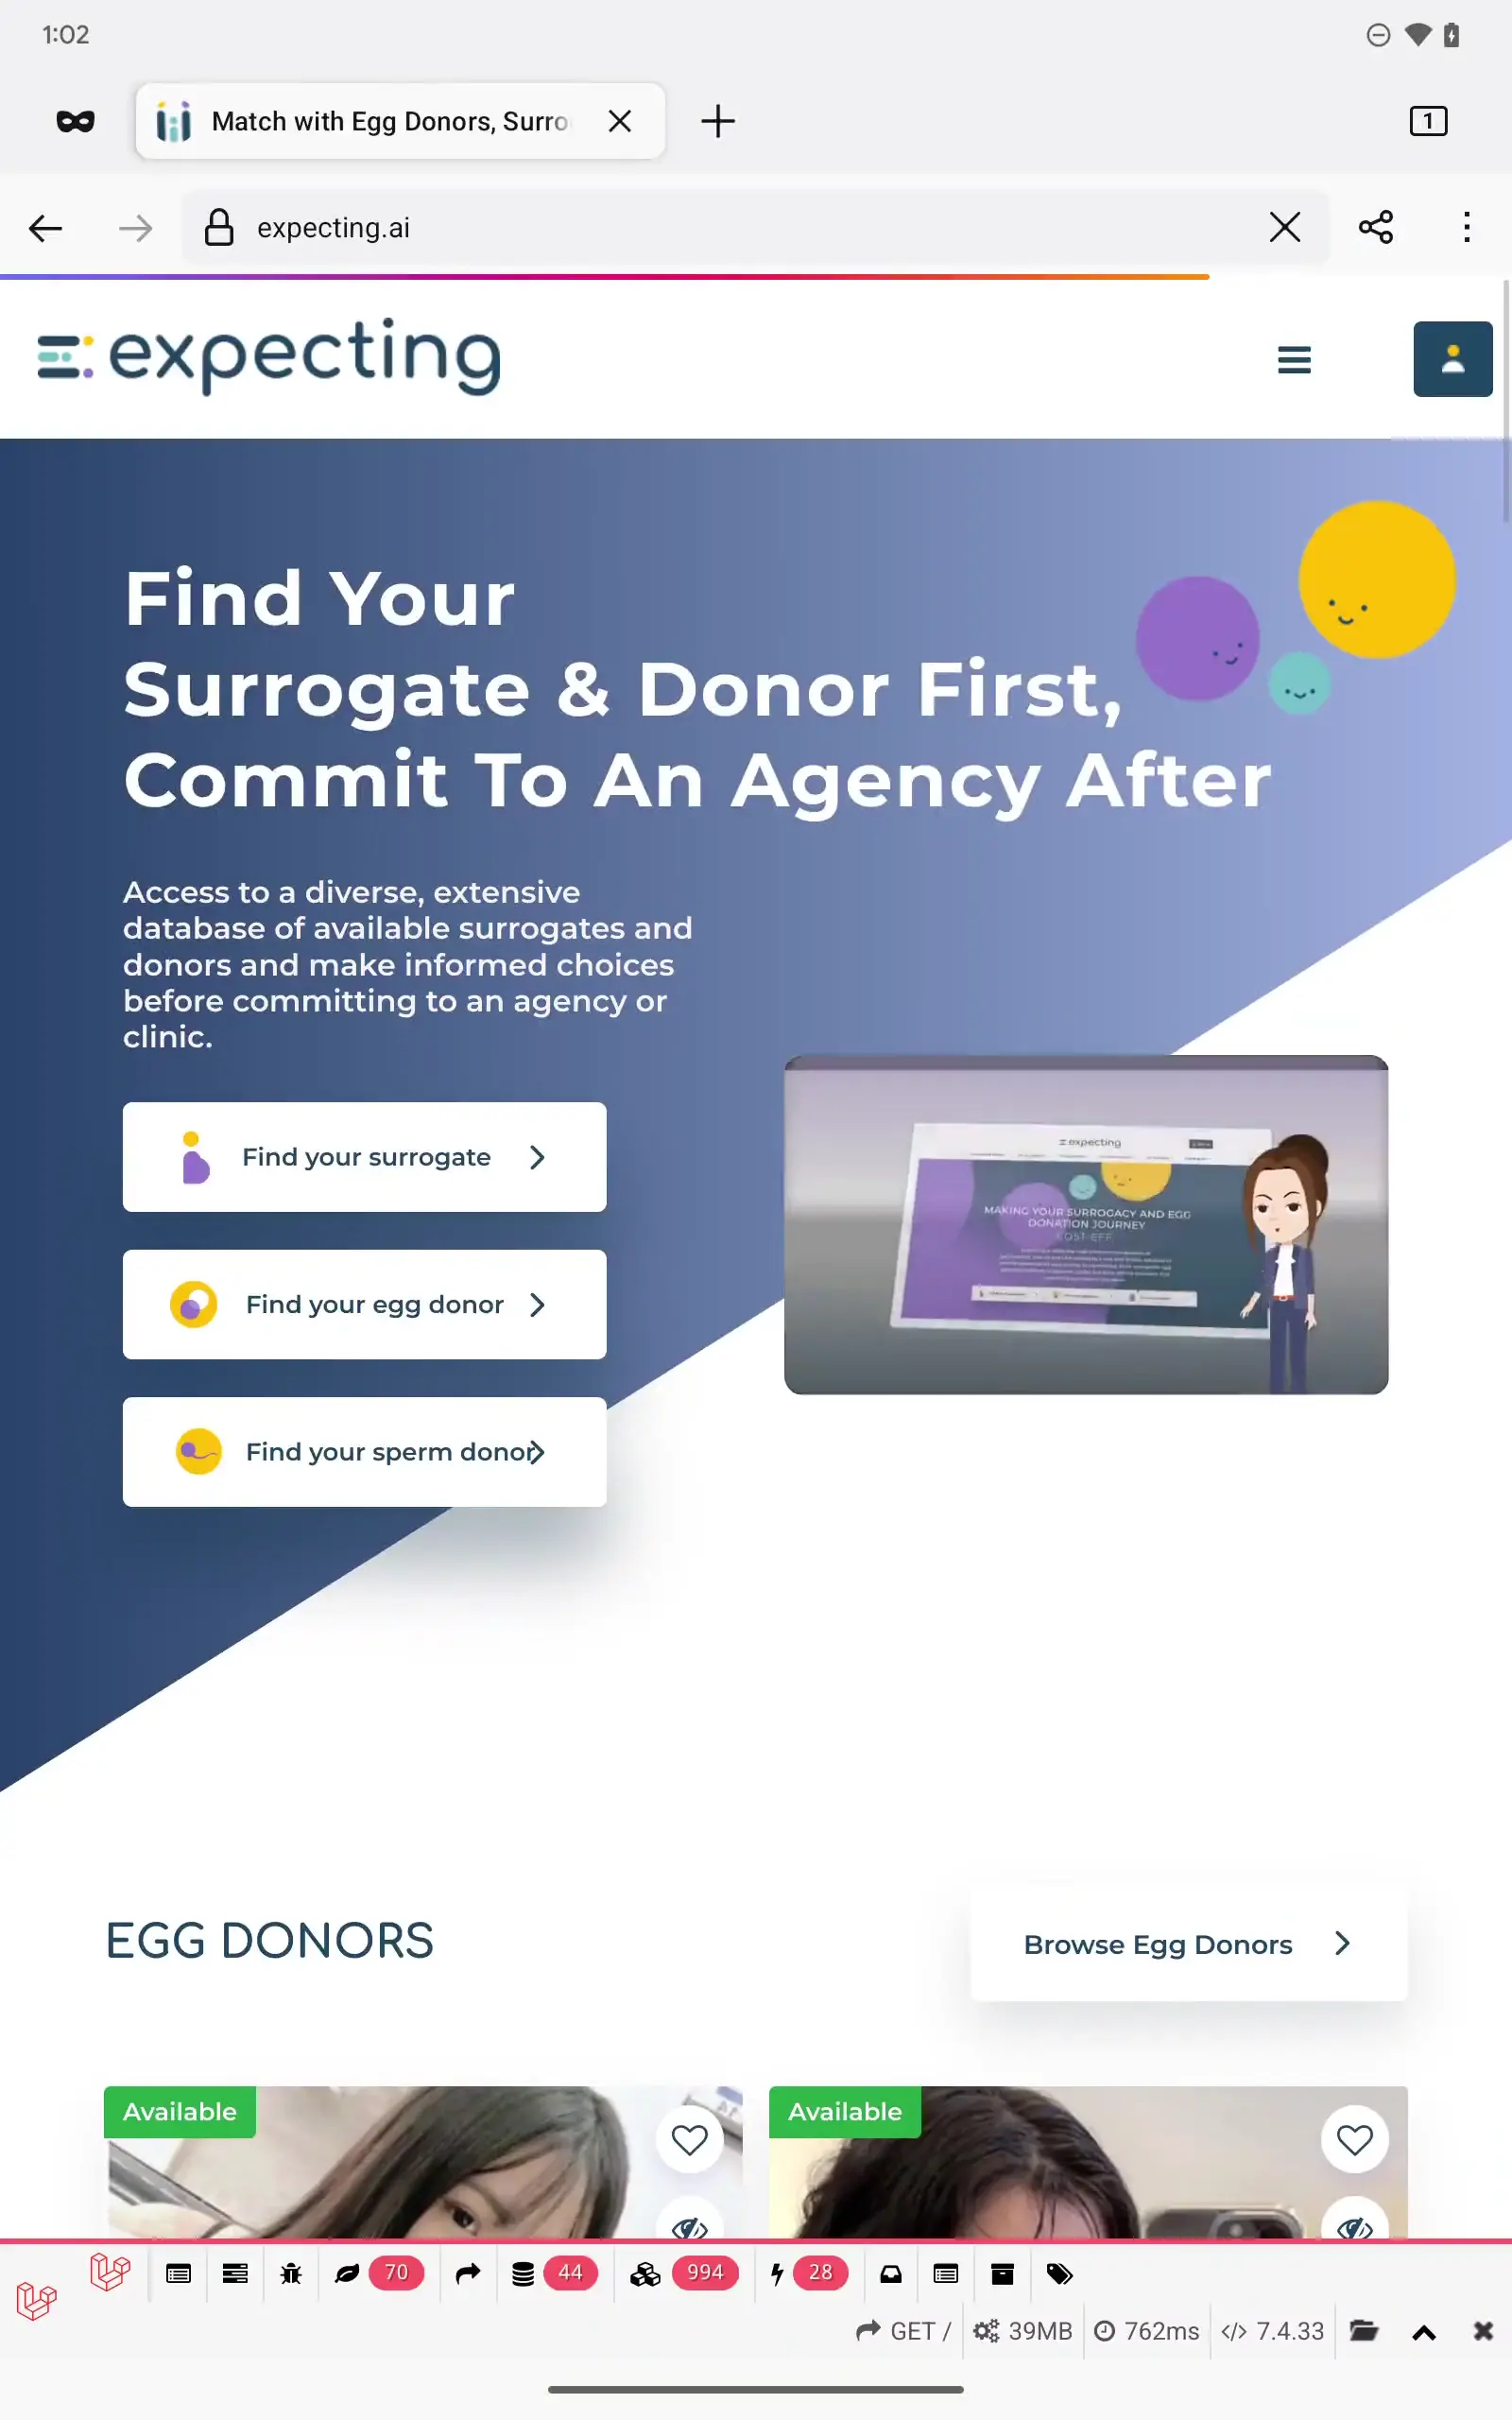 1:02
Match with Egg Donors, Surro
1
expecting.ai
expecting
Find Your
Surrogate & Donor First,
Commit To An Agency After
Access to a diverse, extensive
database of available surrogates and
donors and make informed choices
before committing to an agency or
clinic.
Find your surrogate
Find your egg donor
Find your sperm donor
expecting
MAKING YOUR SURROGACY AND EGG
DONATION JOURNEY
COST-EFF
EGG DONORS
Browse Egg Donors
Available
Available
70
44
994
28
GET /
39MB
762ms
7.4.33